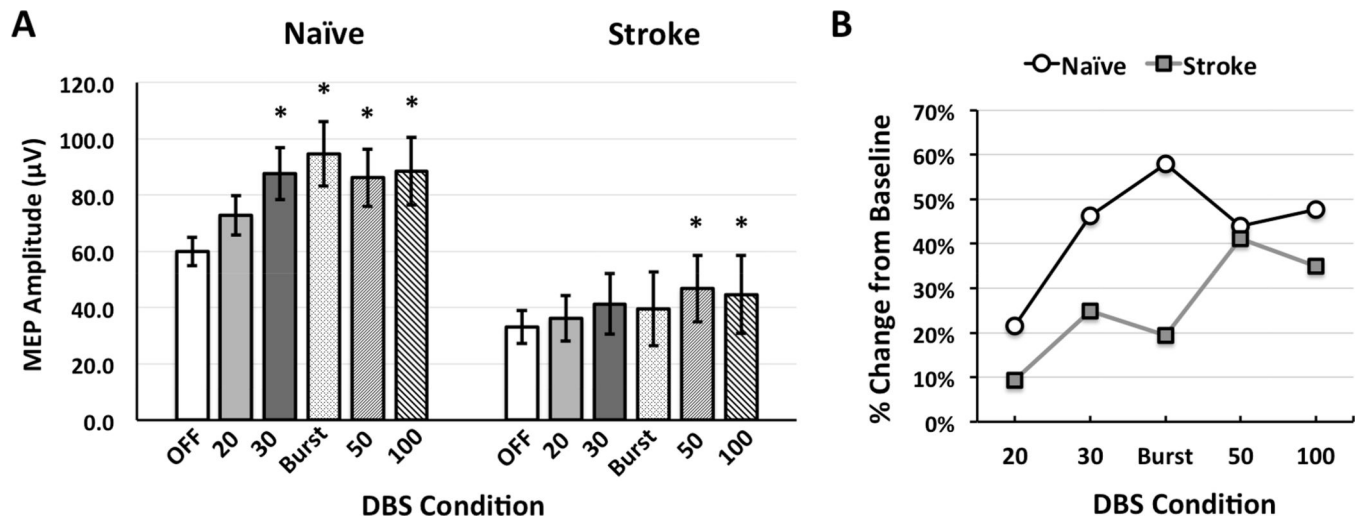 A
Naïve
Stroke
MEP Amplitude (µV)
120.0
100.0
80.0
60.0
40.0
20.0
0.0
* * * *
* *
OFF 20 30 Burst 50 100
OFF 20 30 Burst 50 100
DBS Condition
B
Naïve Stroke
% Change from Baseline
70%
60%
50%
40%
30%
20%
10%
0%
20 30 Burst 50 100
DBS Condition